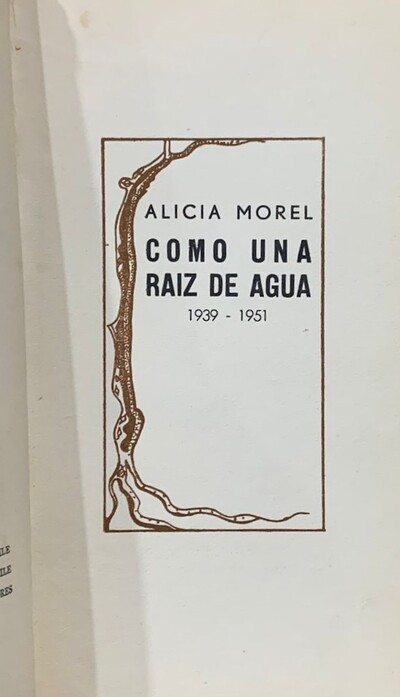 ALICIA MOREL
COMO UNA
RAIZ DE AGUA
1939 - 1951